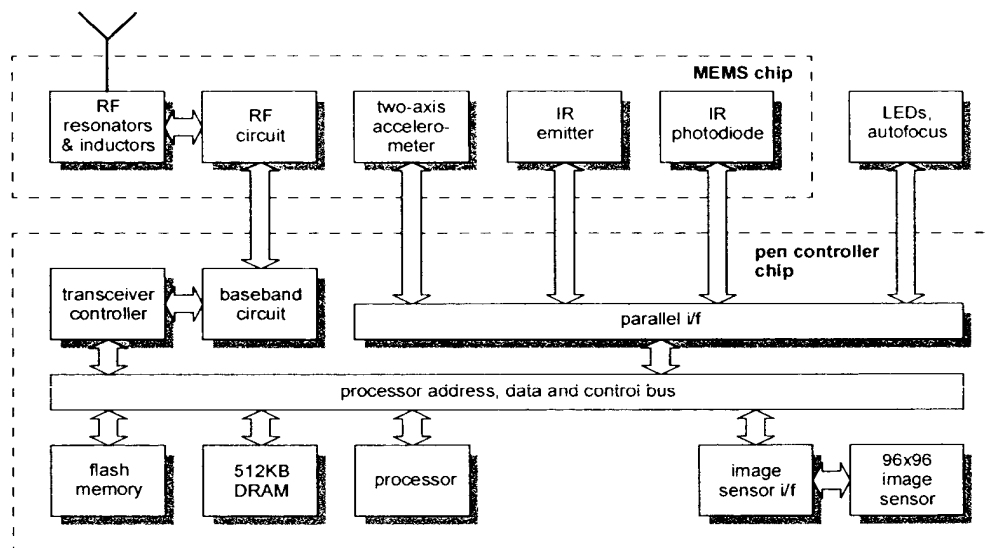 MEMS chip
RF
resonators
& inductors
RF
circuit
two-axis
accelero-
meter
IR
emitter
IR
photodiode
LEDs,
autofocus
pen controller
chip
transceiver
controller
baseband
circuit
parallel i/f
processor address, data and control bus
flash
memory
512KB
DRAM
processor
image
sensor i/f
96x96
image
sensor